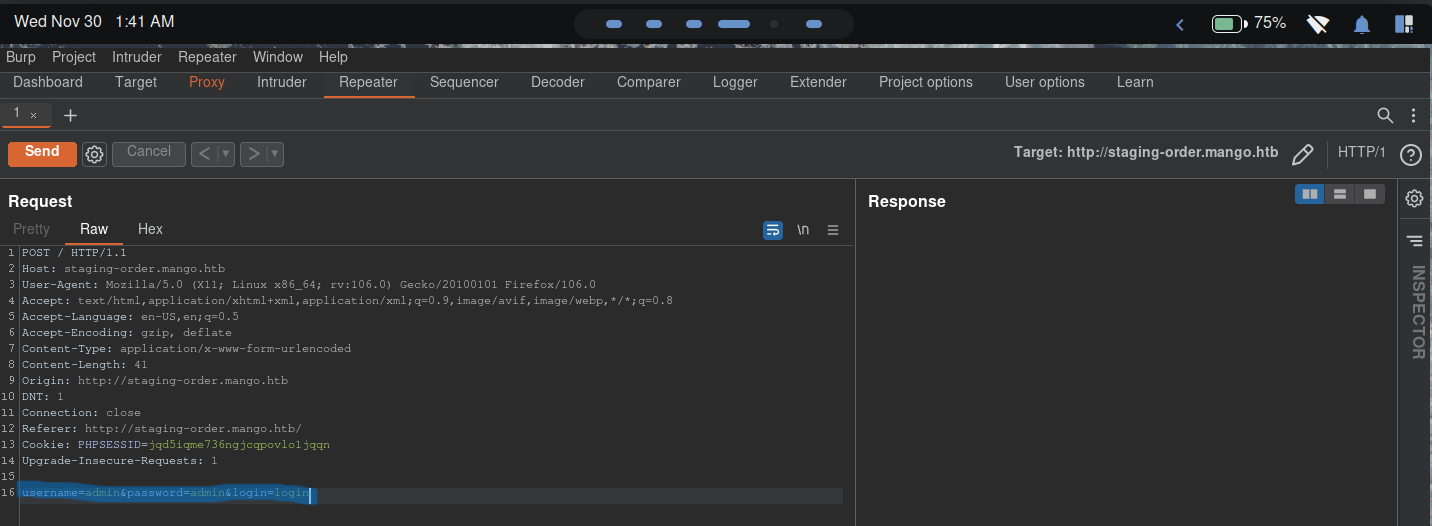 Wed Nov 30 1:41 AM
75%
Burp Project Intruder Repeater Window Help
Dashboard Target Proxy Intruder Repeater Sequencer Decoder Comparer Logger Extender Project options User options Learn
1 × +
Send Cancel < > Target: http://staging-order.mango.htb HTTP/1 ?
Request
Response
Pretty Raw Hex \n
1 POST / HTTP/1.1
2 Host: staging-order.mango.htb
3 User-Agent: Mozilla/5.0 (X11; Linux x86_64; rv:106.0) Gecko/20100101 Firefox/106.0
4 Accept: text/html,application/xhtml+xml,application/xml;q=0.9,image/avif,image/webp,*/*;q=0.8
5 Accept-Language: en-US,en;q=0.5
6 Accept-Encoding: gzip, deflate
7 Content-Type: application/x-www-form-urlencoded
8 Content-Length: 41
9 Origin: http://staging-order.mango.htb
10 DNT: 1
11 Connection: close
12 Referer: http://staging-order.mango.htb/
13 Cookie: PHPSESSID=jqd5iqme736ngjcqpovlo1jqqn
14 Upgrade-Insecure-Requests: 1
15
16 username=admin&password=admin&login=login
INSPECTOR